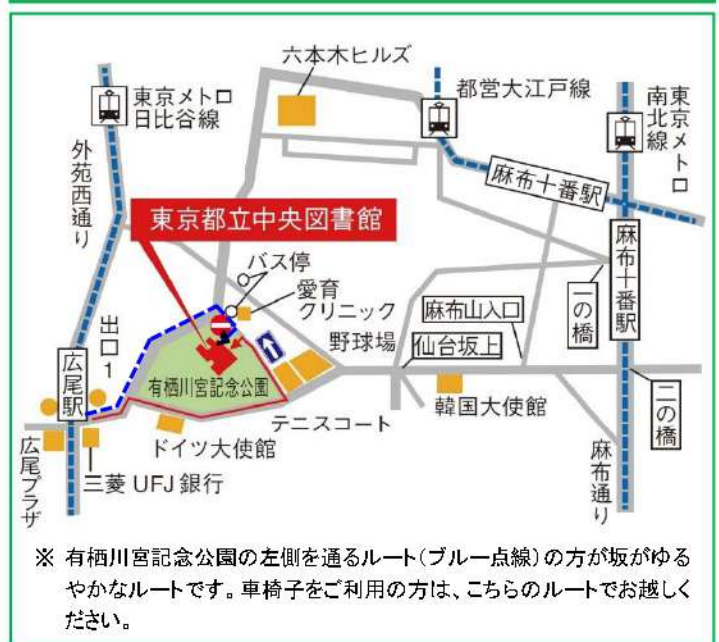 六本木ヒルズ
東京メトロ
日比谷線
都営大江戸線
東京メトロ
南北線
外苑西通り
麻布十番駅
東京都立中央図書館
バス停
愛育
クリニック
麻布十番駅
一の橋
麻布山入口
野球場
仙台坂上
出口1
有栖川宮記念公園
広尾駅
韓国大使館
二の橋
テニスコート
ドイツ大使館
麻布通り
広尾プラザ
三菱UFJ銀行
※ 有栖川宮記念公園の左側を通るルート(ブルー点線)の方が坂がゆる
やかなルートです。車椅子をご利用の方は、こちらのルートでお越しく
ださい。